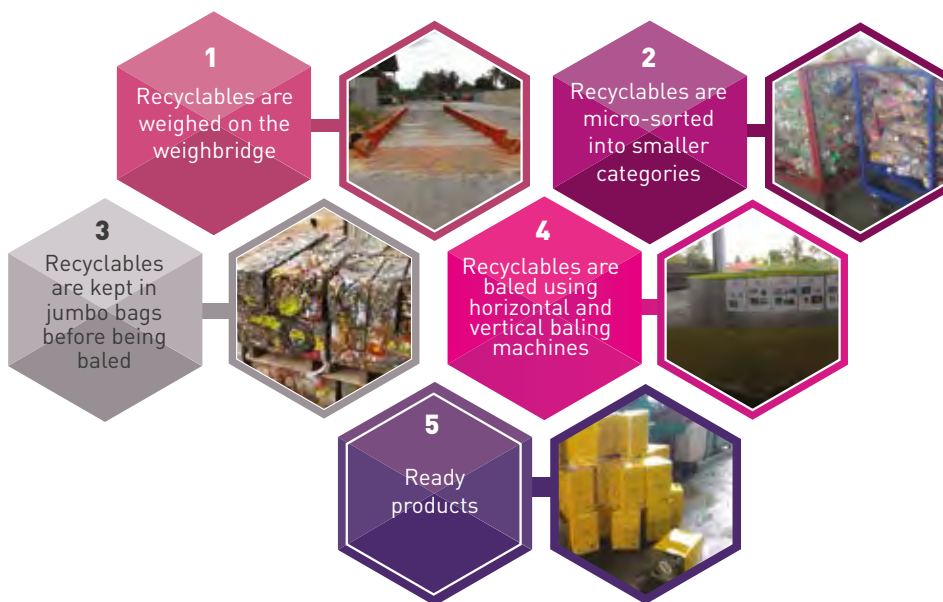 1
Recyclables are
weighed on the
weighbridge
2
Recyclables are
micro-sorted
into smaller
categories
3
Recyclables
are kept in
jumbo bags
before being
baled
4
Recyclables are
baled using
horizontal and
vertical baling
machines
5
Ready
products